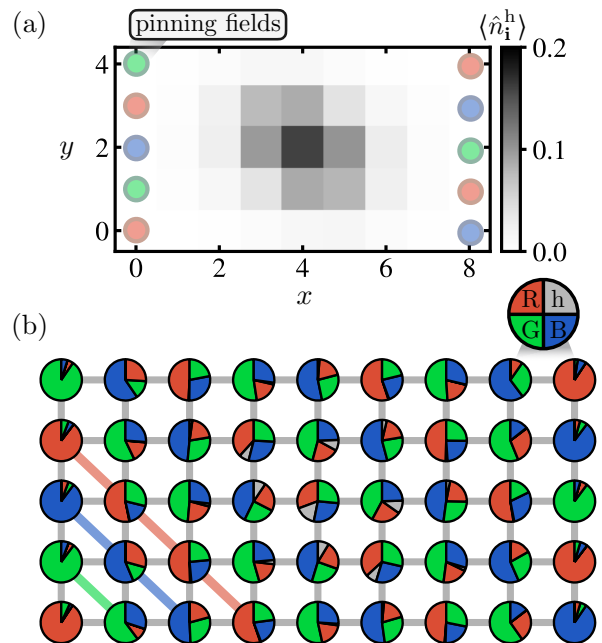 (a) pinning fields ⟨n̂ᵢʰ⟩
4 0.2
y 2 0.1
0 0.0
0 2 4 6 8
x
(b) R h
G B